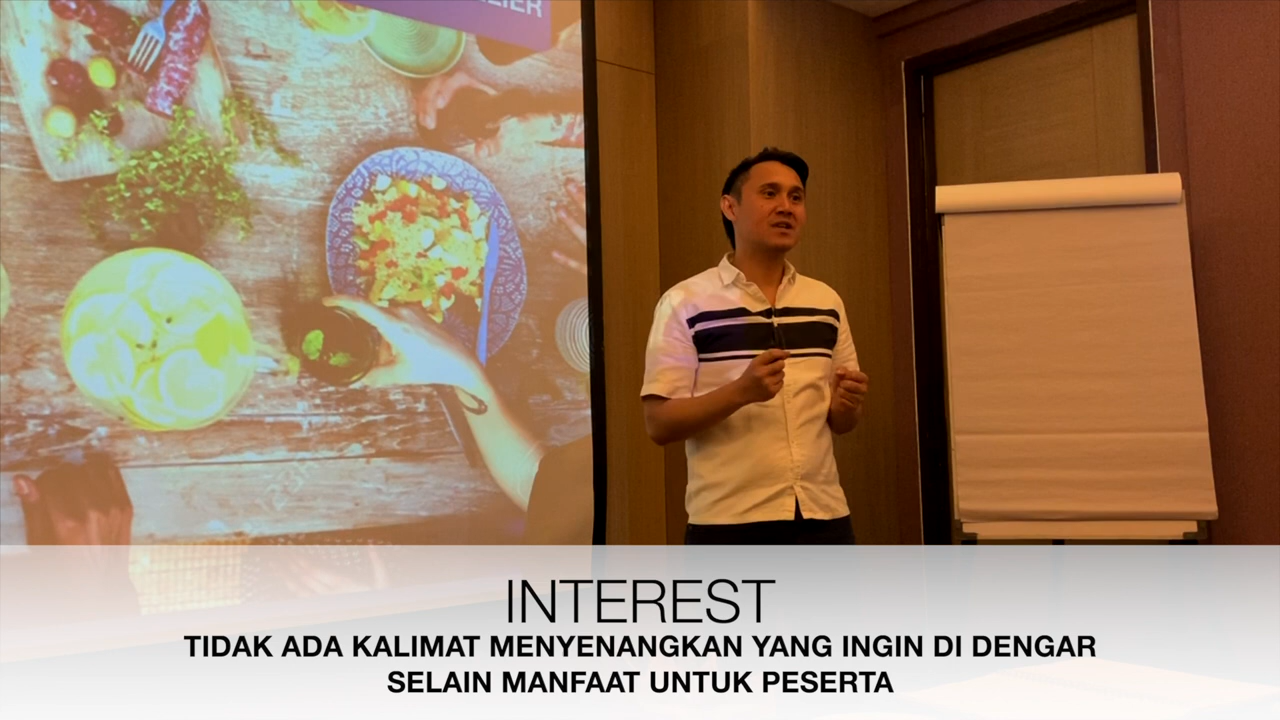 INTEREST
TIDAK ADA KALIMAT MENYENANGKAN YANG INGIN DI DENGAR
SELAIN MANFAAT UNTUK PESERTA